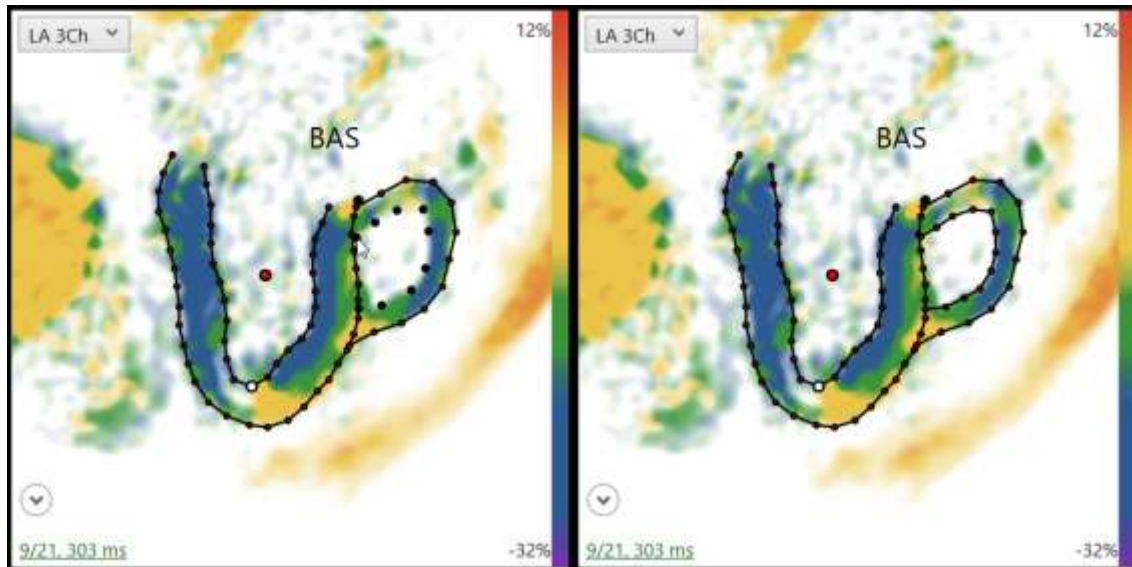 LA 3Ch
12%
BAS
9/21, 303 ms
-32%
LA 3Ch
12%
BAS
9/21, 303 ms
-32%